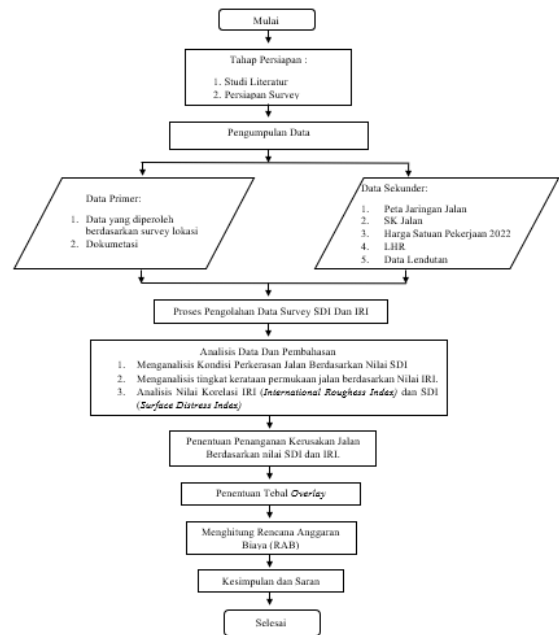 Mulai
Tahap Persiapan :
1. Studi Literatur
2. Persiapan Survey
Pengumpulan Data
Data Primer:
1. Data yang diperoleh
berdasarkan survey lokasi
2. Dokumetasi
Data Sekunder:
1. Peta Jaringan Jalan
2. SK Jalan
3. Harga Satuan Pekerjaan 2022
4. LHR
5. Data Lendutan
Proses Pengolahan Data Survey SDI Dan IRI
Analisis Data Dan Pembahasan
1. Menganalisis Kondisi Perkerasan Jalan Berdasarkan Nilai SDI
2. Menganalisis tingkat kerataan permukaan jalan berdasarkan Nilai IRI.
3. Analisis Nilai Korelasi IRI (International Roughess Index) dan SDI
(Surface Distress Index)
Penentuan Penanganan Kerusakan Jalan
Berdasarkan nilai SDI dan IRI.
Penentuan Tebal Overlay
Menghitung Rencana Anggaran
Biaya (RAB)
Kesimpulan dan Saran
Selesai